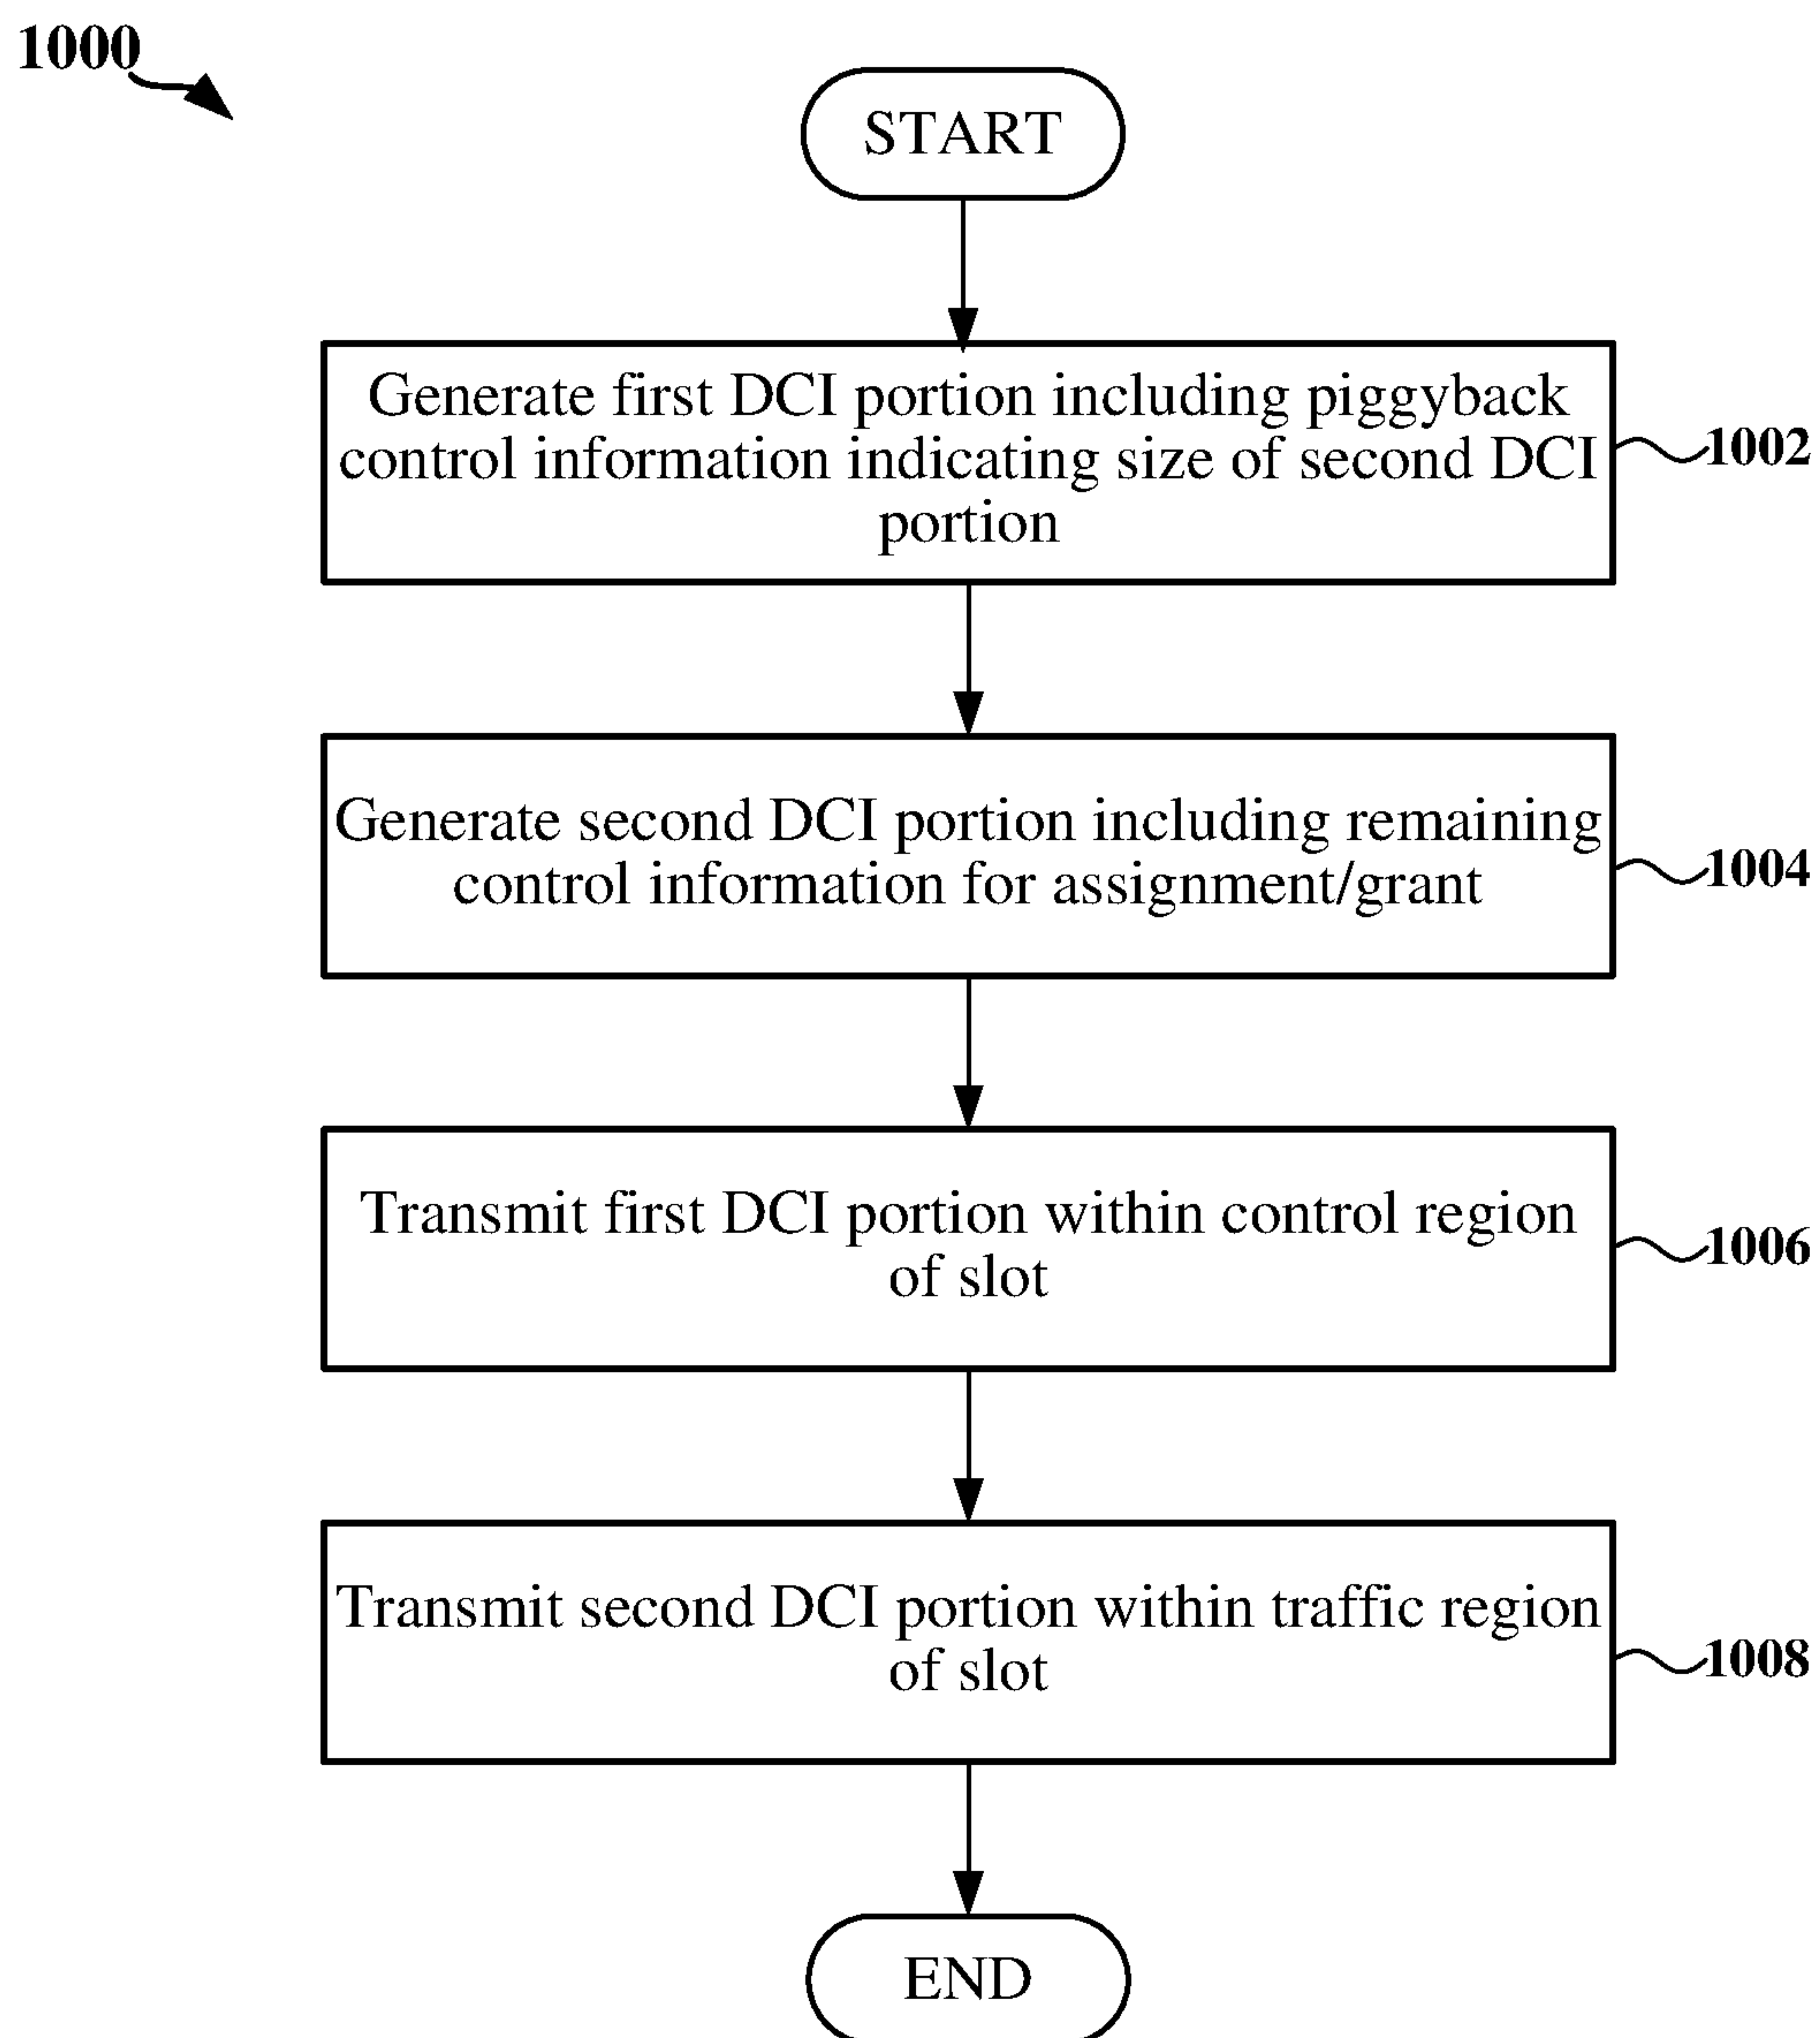 1000
START
Generate first DCI portion including piggyback
control information indicating size of second DCI
portion
1002
Generate second DCI portion including remaining
control information for assignment/grant
1004
Transmit first DCI portion within control region
of slot
1006
Transmit second DCI portion within traffic region
of slot
1008
END